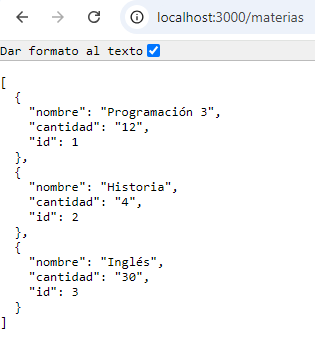 localhost:3000/materias
Dar formato al texto
[
  {
    "nombre": "Programación 3",
    "cantidad": "12",
    "id": 1
  },
  {
    "nombre": "Historia",
    "cantidad": "4",
    "id": 2
  },
  {
    "nombre": "Inglés",
    "cantidad": "30",
    "id": 3
  }
]